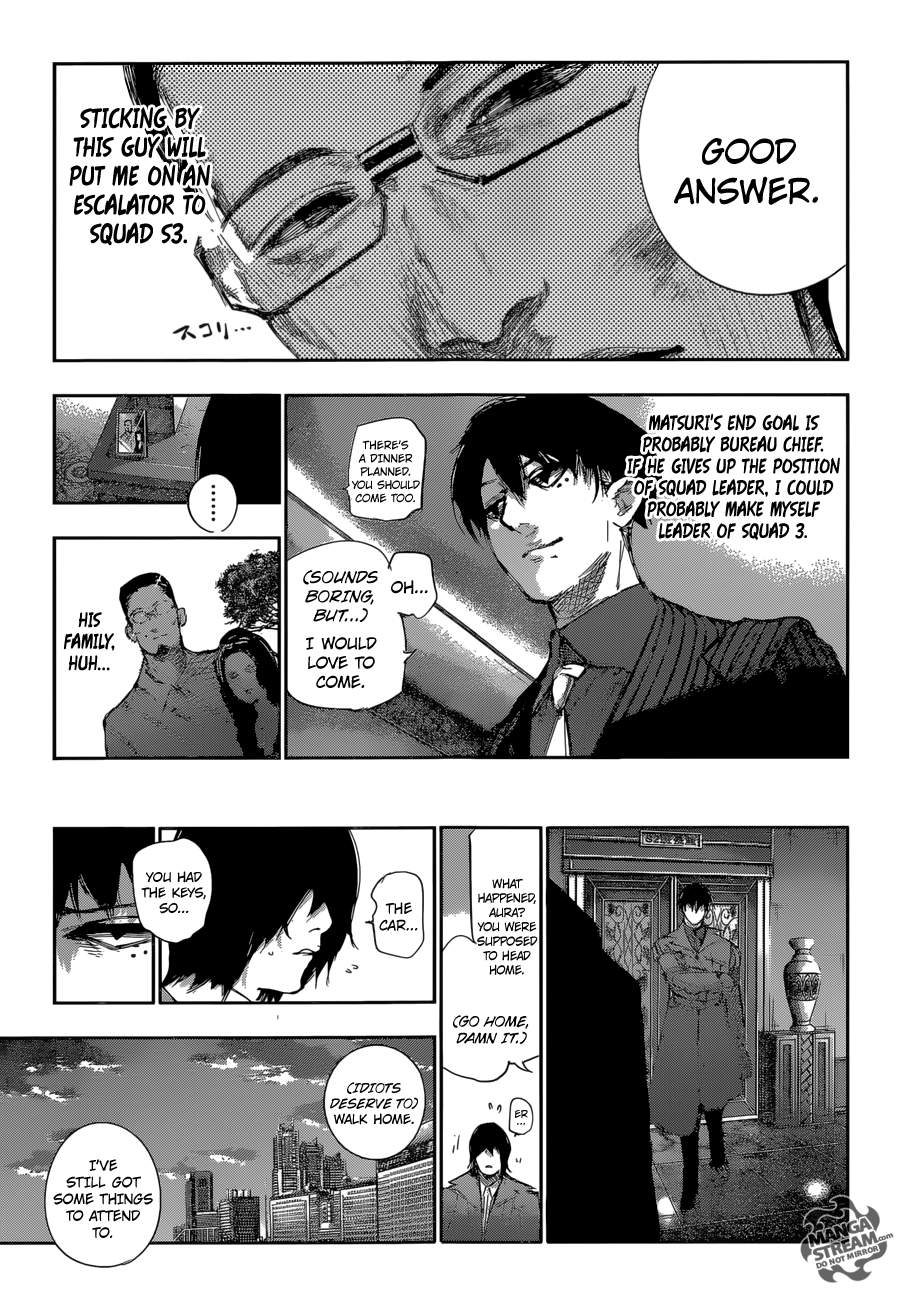 GOOD
ANSWER.
STICKING BY
THIS GUY WILL
PUT ME ON AN
ESCALATOR TO
SQUAD S3.
スコリ…
MATSURI'S END GOAL IS
PROBABLY BUREAU CHIEF.
IF HE GIVES UP THE POSITION
OF SQUAD LEADER, I COULD
PROBABLY MAKE MYSELF
LEADER OF SQUAD 3.
THERE'S
A DINNER
PLANNED.
YOU SHOULD
COME TOO.
OH...
(SOUNDS
BORING,
BUT...)
I WOULD
LOVE TO
COME.
......
HIS
FAMILY,
HUH...
WHAT
HAPPENED,
AURA?
YOU WERE
SUPPOSED
TO HEAD
HOME.
(GO HOME,
DAMN IT.)
ER
...
THE
CAR...
YOU HAD
THE KEYS,
SO...
(IDIOTS
DESERVE TO)
WALK HOME.
I'VE
STILL GOT
SOME THINGS
TO ATTEND
TO.
MANGA
STREAM.com
DO NOT MIRROR